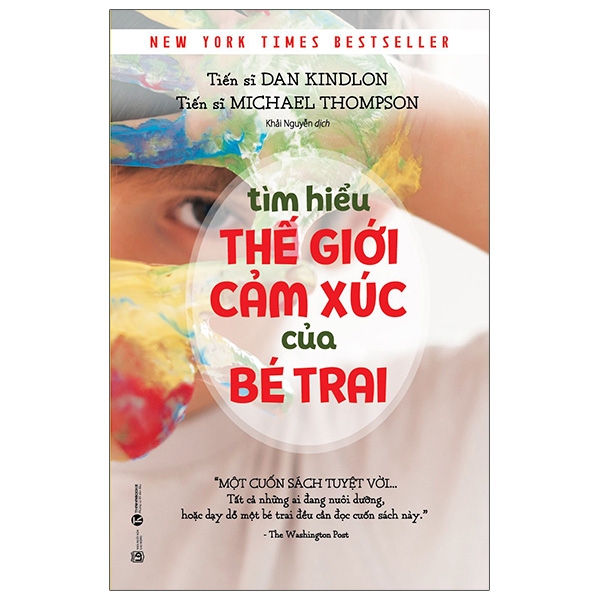 NEW YORK TIMES BESTSELLER
Tiến sĩ DAN KINDLON
Tiến sĩ MICHAEL THOMPSON
Khải Nguyễn dịch
tìm hiểu
THẾ GIỚI
CẢM XÚC
của
BÉ TRAI
“MỘT CUỐN SÁCH TUYỆT VỜI...
Tất cả những ai đang nuôi dưỡng,
hoặc dạy dỗ một bé trai đều cần đọc cuốn sách này.”
- The Washington Post